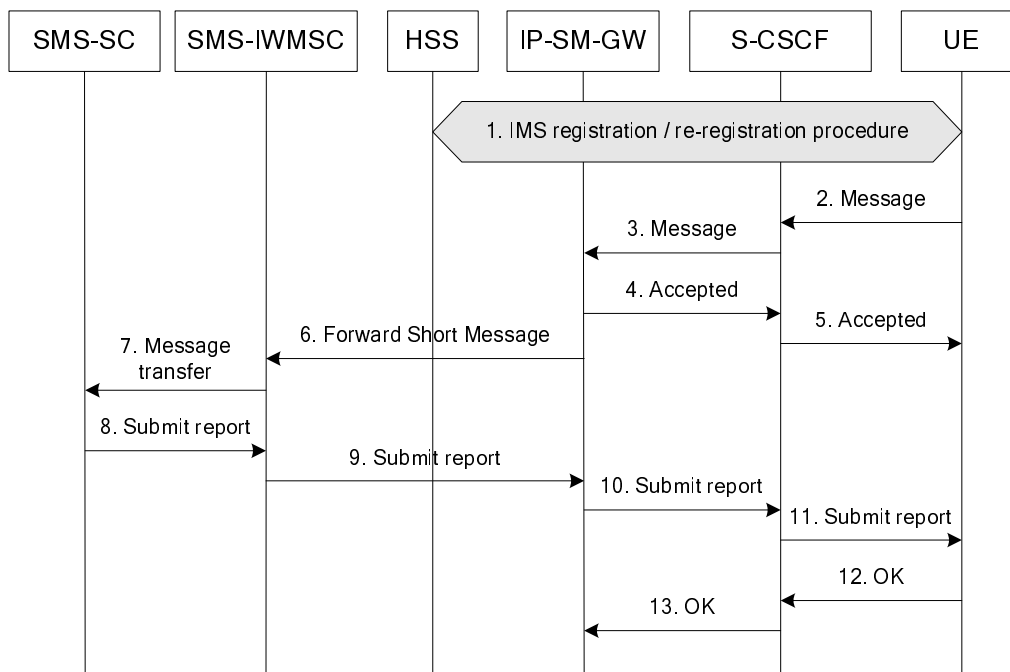 SMS-SC
SMS-IWMSC
HSS
IP-SM-GW
S-CSCF
UE
1. IMS registration / re-registration procedure
2. Message
3. Message
4. Accepted
5. Accepted
6. Forward Short Message
7. Message
transfer
8. Submit report
9. Submit report
10. Submit report
11. Submit report
12. OK
13. OK